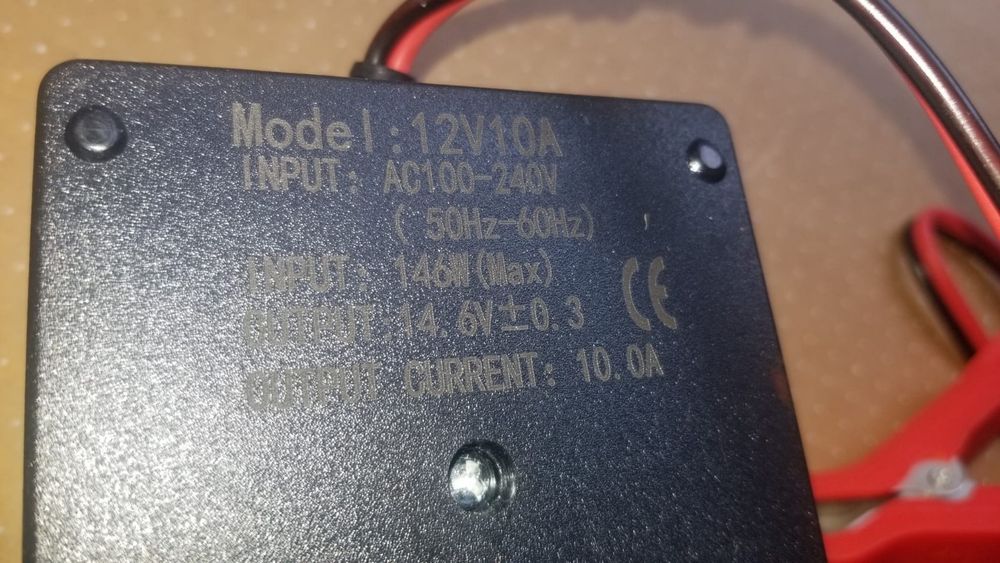 Model:12V10A
INPUT: AC100-240V
( 50Hz-60Hz)
INPUT: 146W(Max)
OUTPUT:14.6V±0.3
CE
OUTPUT CURRENT: 10.0A